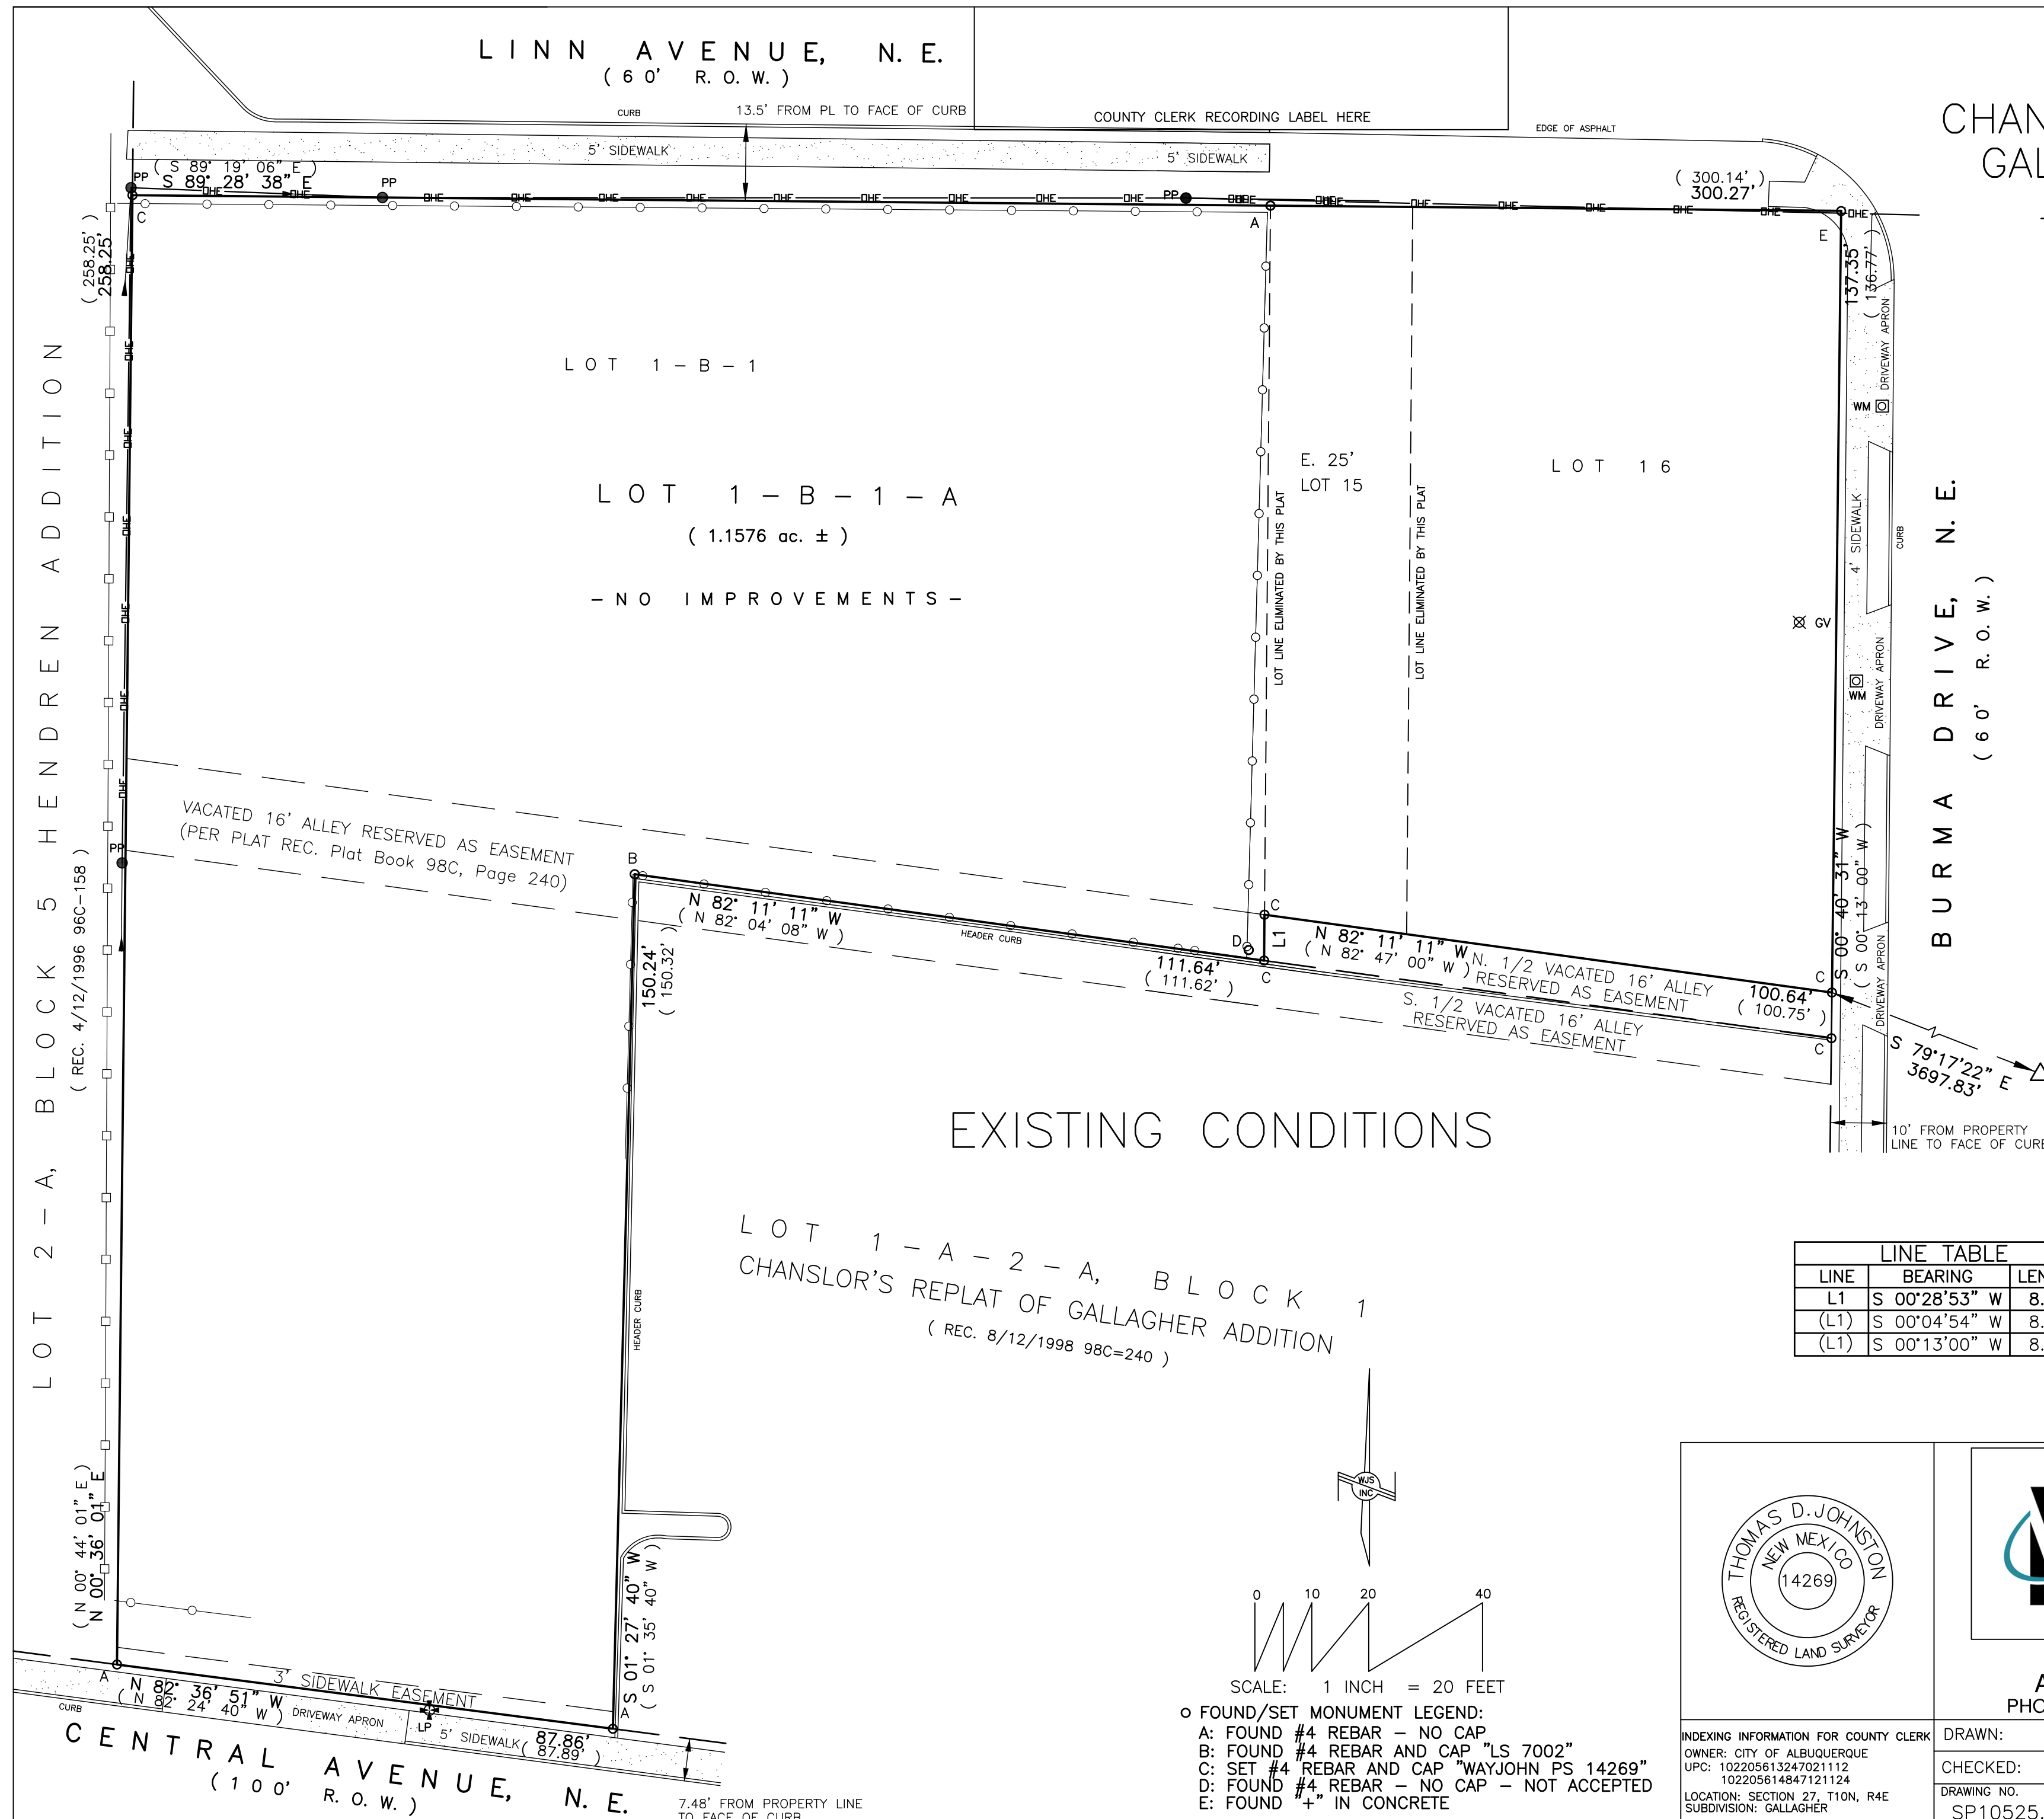 LINN AVENUE, N. E.
( 60' R. O. W. )
CURB
13.5' FROM PL TO FACE OF CURB
COUNTY CLERK RECORDING LABEL HERE
EDGE OF ASPHALT
5' SIDEWALK
5' SIDEWALK
( S 89° 19' 06" E )
S 89° 28' 38" E
PP
PP
PP
OHE
( 300.14' )
300.27'
C
A
E
( 258.25' )
258.25'
137.35'
( 136.77' )
LOT 1-B-1
LOT 1-B-1-A
( 1.1576 ac. ± )
-NO IMPROVEMENTS-
E. 25'
LOT 15
LOT 16
LOT LINE ELIMINATED BY THIS PLAT
LOT LINE ELIMINATED BY THIS PLAT
DRIVEWAY APRON
WM
4' SIDEWALK
CURB
GV
WM
DRIVEWAY APRON
BURMA DRIVE, N. E.
( 60' R. O. W. )
LOT 2-A, BLOCK 5 HENDREN ADDITION
( REC. 4/12/1996 96C-158 )
PP
VACATED 16' ALLEY RESERVED AS EASEMENT
(PER PLAT REC. Plat Book 98C, Page 240)
B
N 82° 11' 11" W
( N 82° 04' 08" W )
HEADER CURB
150.24'
( 150.32' )
111.64'
( 111.62' )
D
C
L1
C
N 82° 11' 11" W
( N 82° 47' 00" W )
N. 1/2 VACATED 16' ALLEY
RESERVED AS EASEMENT
S. 1/2 VACATED 16' ALLEY
RESERVED AS EASEMENT
100.64'
( 100.75' )
C
C
S 00° 40' 31" W
( S 00° 13' 00" W )
DRIVEWAY APRON
S 79°17'22" E
3697.83'
10' FROM PROPERTY
LINE TO FACE OF CURB
EXISTING CONDITIONS
LOT 1-A-2-A, BLOCK 1
CHANSLOR'S REPLAT OF GALLAGHER ADDITION
( REC. 8/12/1998 98C=240 )
HEADER CURB
LINE TABLE
LINE BEARING LEN
L1 S 00°28'53" W 8.
(L1) S 00°04'54" W 8.
(L1) S 00°13'00" W 8.
( N 00° 44' 01" E )
N 00° 36' 01" E
S 01° 27' 40" W
( S 01° 35' 40" W )
A
N 82° 36' 51" W
( N 82° 24' 40" W )
3' SIDEWALK EASEMENT
DRIVEWAY APRON
LP
5' SIDEWALK
87.86'
( 87.89' )
A
CURB
CENTRAL AVENUE, N. E.
( 100' R. O. W. )
7.48' FROM PROPERTY LINE
TO FACE OF CURB
WJS
INC
0 10 20 40
SCALE: 1 INCH = 20 FEET
FOUND/SET MONUMENT LEGEND:
A: FOUND #4 REBAR – NO CAP
B: FOUND #4 REBAR AND CAP "LS 7002"
C: SET #4 REBAR AND CAP "WAYJOHN PS 14269"
D: FOUND #4 REBAR – NO CAP – NOT ACCEPTED
E: FOUND "+" IN CONCRETE
THOMAS D. JOHNSTON
NEW MEXICO
14269
REGISTERED LAND SURVEYOR
INDEXING INFORMATION FOR COUNTY CLERK
OWNER: CITY OF ALBUQUERQUE
UPC: 102205613247021112
102205614847121124
LOCATION: SECTION 27, T10N, R4E
SUBDIVISION: GALLAGHER
PHO
DRAWN:
CHECKED:
DRAWING NO.
SP10525
CHAN
GAL